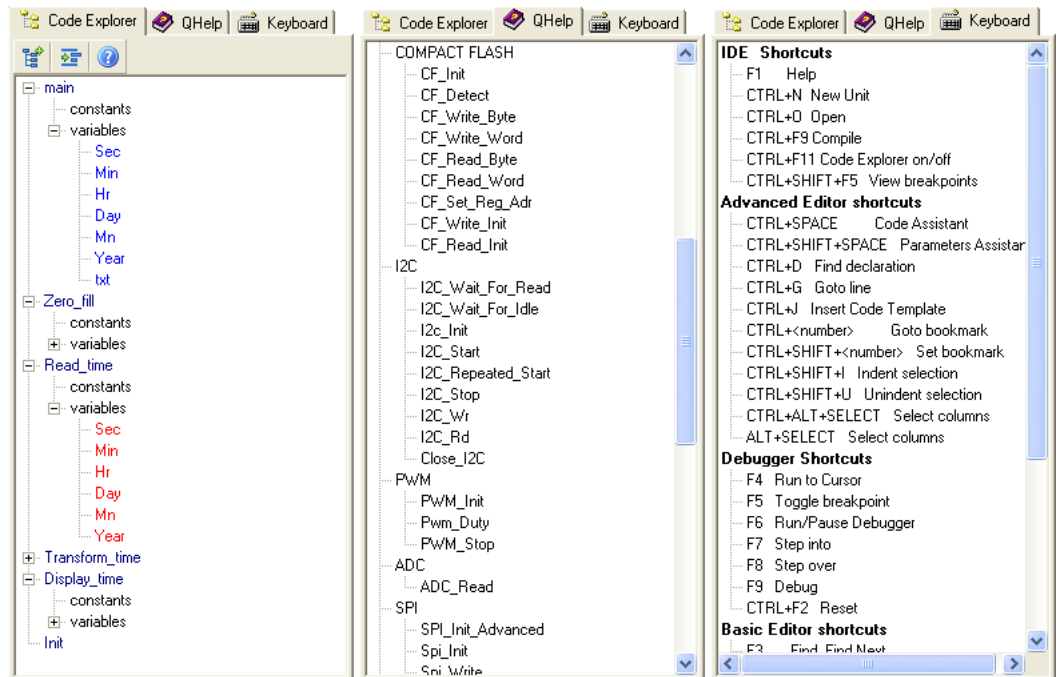 Code Explorer QHelp Keyboard
main
constants
variables
Sec
Min
Hr
Day
Mn
Year
txt
Zero_fill
constants
variables
Read_time
constants
variables
Sec
Min
Hr
Day
Mn
Year
Transform_time
Display_time
constants
variables
Init
Code Explorer QHelp Keyboard
COMPACT FLASH
CF_Init
CF_Detect
CF_Write_Byte
CF_Write_Word
CF_Read_Byte
CF_Read_Word
CF_Set_Reg_Adr
CF_Write_Init
CF_Read_Init
I2C
I2C_Wait_For_Read
I2C_Wait_For_Idle
I2c_Init
I2C_Start
I2C_Repeated_Start
I2C_Stop
I2C_Wr
I2C_Rd
Close_I2C
PWM
PWM_Init
Pwm_Duty
PWM_Stop
ADC
ADC_Read
SPI
SPI_Init_Advanced
Spi_Init
Spi_Write
Code Explorer QHelp Keyboard
IDE Shortcuts
F1 Help
CTRL+N New Unit
CTRL+O Open
CTRL+F9 Compile
CTRL+F11 Code Explorer on/off
CTRL+SHIFT+F5 View breakpoints
Advanced Editor shortcuts
CTRL+SPACE Code Assistant
CTRL+SHIFT+SPACE Parameters Assistar
CTRL+D Find declaration
CTRL+G Goto line
CTRL+J Insert Code Template
CTRL+<number> Goto bookmark
CTRL+SHIFT+<number> Set bookmark
CTRL+SHIFT+I Indent selection
CTRL+SHIFT+U Unindent selection
CTRL+ALT+SELECT Select columns
ALT+SELECT Select columns
Debugger Shortcuts
F4 Run to Cursor
F5 Toggle breakpoint
F6 Run/Pause Debugger
F7 Step into
F8 Step over
F9 Debug
CTRL+F2 Reset
Basic Editor shortcuts
F3 Find, Find Next